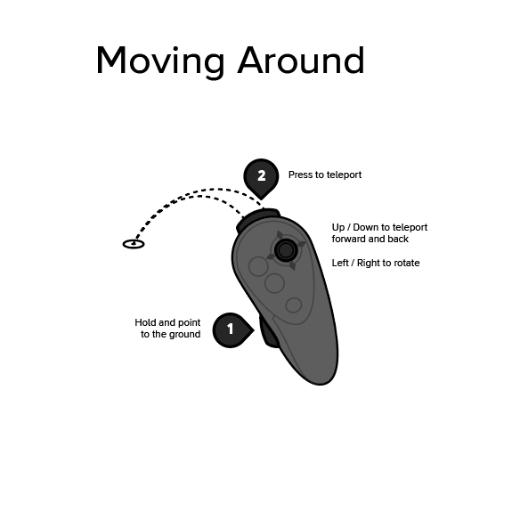 Moving Around
2
Press to teleport
Up / Down to teleport
forward and back
Left / Right to rotate
Hold and point
to the ground
1